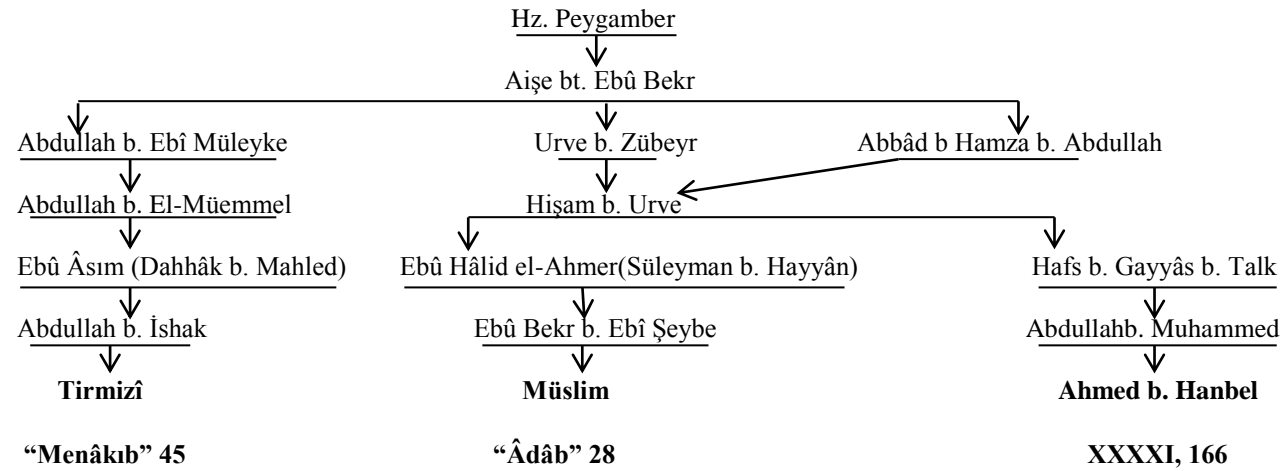 Hz. Peygamber
Aişe bt. Ebû Bekr
Abdullah b. Ebî Müleyke Urve b. Zübeyr Abbâd b Hamza b. Abdullah
Abdullah b. El-Müemmel Hişam b. Urve
Ebû Âsım (Dahhâk b. Mahled) Ebû Hâlid el-Ahmer(Süleyman b. Hayyân) Hafs b. Gayyâs b. Talk
Abdullah b. İshak Ebû Bekr b. Ebî Şeybe Abdullahb. Muhammed
Tirmizî Müslim Ahmed b. Hanbel
“Menâkıb” 45 “Âdâb” 28 XXXXI, 166